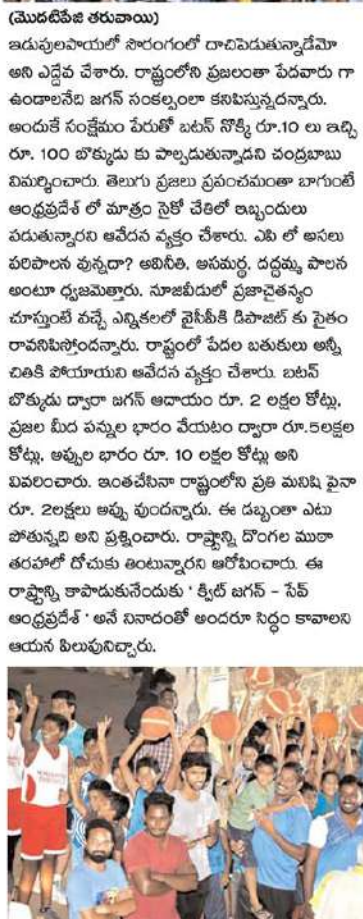 (మొదటిపేజి తరువాయి)
ఇడుపులపాయలో సొరంగంలో దాచిపెడుతున్నాడేమో
అని ఎద్దేవ చేశారు. రాష్ట్రంలోని ప్రజలంతా పేదవారు గా
ఉండాలనేది జగన్ సంకల్పంలా కనిపిస్తున్నదన్నారు.
అందుకే సంక్షేమం పేరుతో బటన్ నొక్కి రూ.10 లు ఇచ్చి
రూ. 100 బొక్కుడు కు పాల్పడుతున్నాడని చంద్రబాబు
విమర్శించారు. తెలుగు ప్రజలు ప్రపంచమంతా బాగుంటే
ఆంధ్రప్రదేశ్ లో మాత్రం సైకో చేతిలో ఇబ్బందులు
పడుతున్నారని ఆవేదన వ్యక్తం చేశారు. ఎపి లో అసలు
పరిపాలన వున్నదా? అవినీతి, అసమర్థ, దద్దమ్మ పాలన
అంటూ ధ్వజమెత్తారు. నూజివీడులో ప్రజాచైతన్యం
చూస్తుంటే వచ్చే ఎన్నికలలో వైసీపీకి డిపాజిట్ కు సైతం
రావనిపిస్తోందన్నారు. రాష్ట్రంలో పేదల బతుకులు అన్నీ
చితికి పోయాయని ఆవేదన వ్యక్తం చేశారు. బటన్
బొక్కుడు ద్వారా జగన్ ఆదాయం రూ. 2 లక్షల కోట్లు,
ప్రజల మీద పన్నుల భారం వేయటం ద్వారా రూ.5లక్షల
కోట్లు, అప్పుల భారం రూ. 10 లక్షల కోట్లు అని
వివరించారు. ఇంతచేసినా రాష్ట్రంలోని ప్రతి మనిషి పైనా
రూ. 2లక్షలు అప్పు వుందన్నారు. ఈ డబ్బంతా ఎటు
పోతున్నది అని ప్రశ్నించారు. రాష్ట్రాన్ని దొంగల ముఠా
తరహాలో దోచుకు తింటున్నారని ఆరోపించారు. ఈ
రాష్ట్రాన్ని కాపాడుకునేందుకు ' క్విట్ జగన్ - సేవ్
ఆంధ్రప్రదేశ్ ' అనే నినాదంతో అందరూ సిద్ధం కావాలని
ఆయన పిలుపునిచ్చారు.